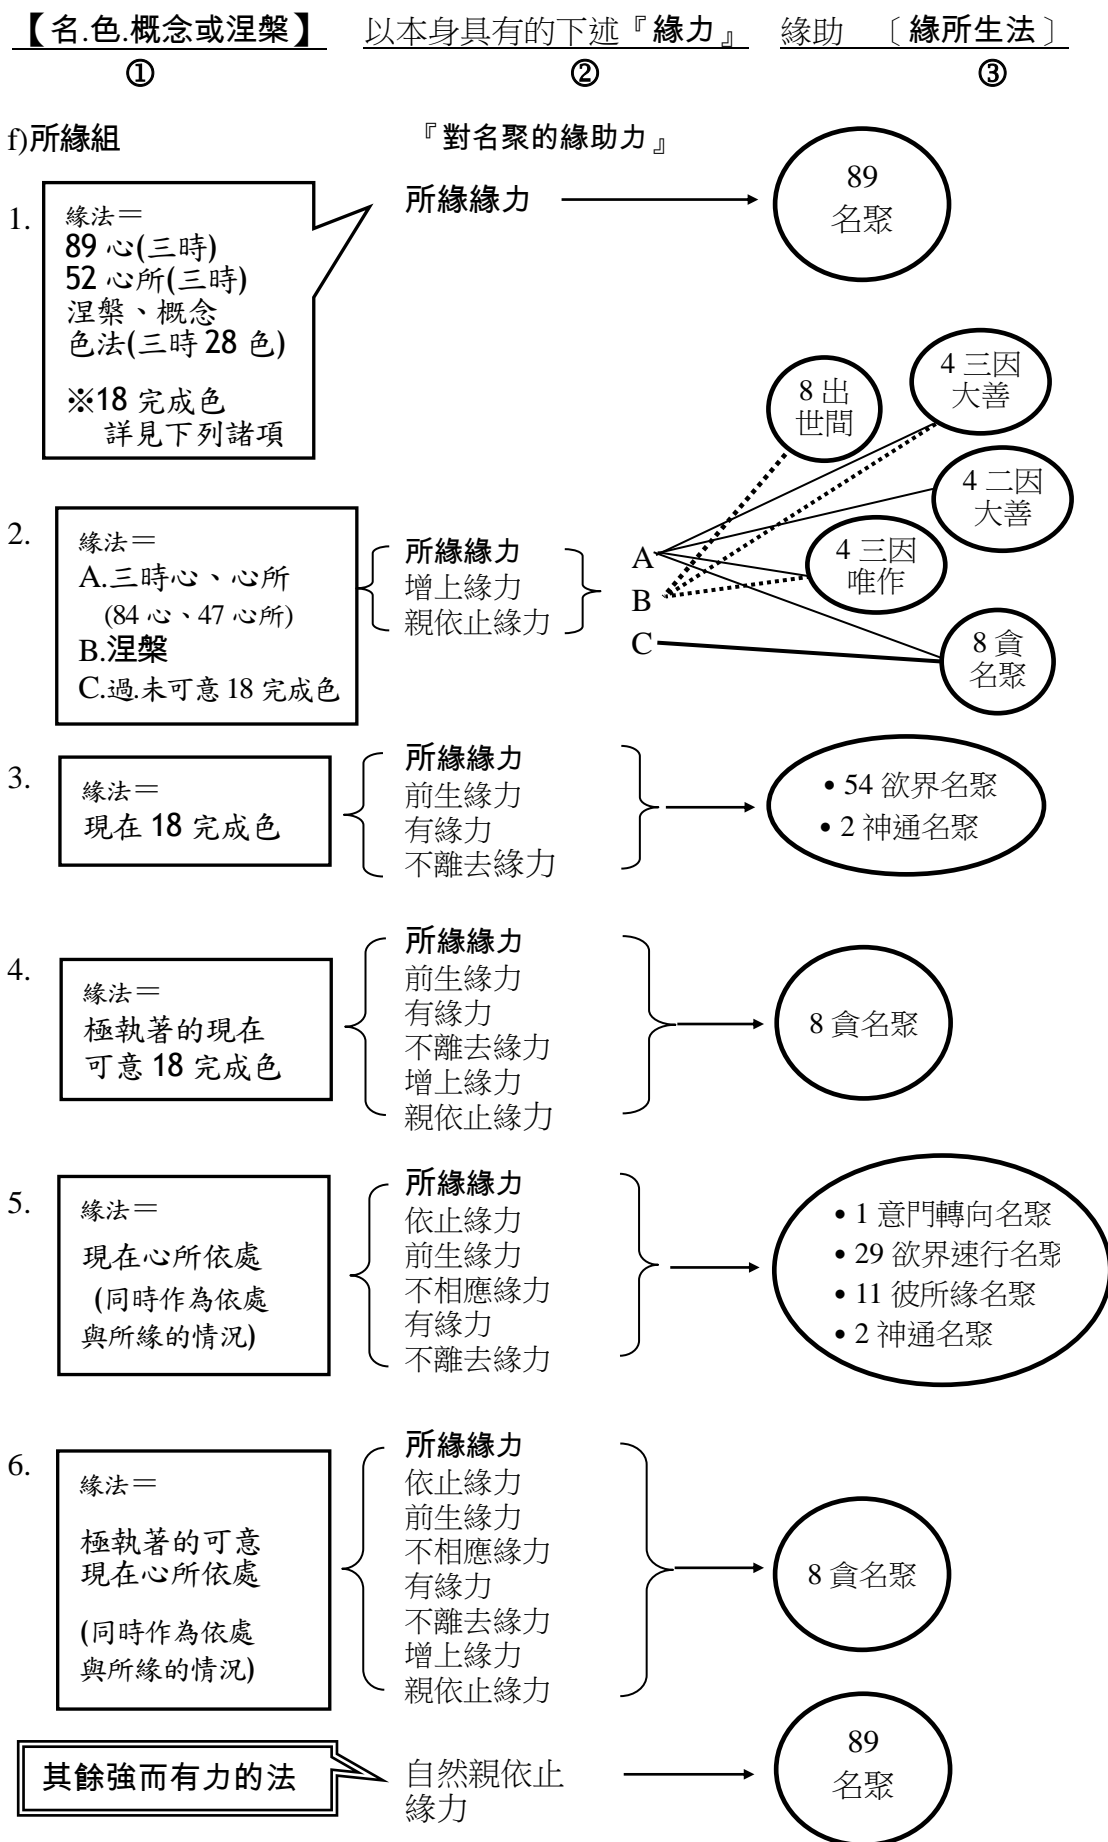 【名.色.概念或涅槃】 以本身具有的下述『緣力』 緣助 〔緣所生法〕
① ② ③
f)所緣組 『對名聚的緣助力』
1.
緣法＝
89 心(三時)
52 心所(三時)
涅槃、概念
色法(三時 28 色)
※18 完成色
詳見下列諸項
所緣緣力
89
名聚
2.
緣法＝
A.三時心、心所
(84 心、47 心所)
B.涅槃
C.過.未可意 18 完成色
所緣緣力
增上緣力
親依止緣力
A
B
C
8 出
世間
4 三因
大善
4 二因
大善
4 三因
唯作
8 貪
名聚
3.
緣法＝
現在 18 完成色
所緣緣力
前生緣力
有緣力
不離去緣力
• 54 欲界名聚
• 2 神通名聚
4.
緣法＝
極執著的現在
可意 18 完成色
所緣緣力
前生緣力
有緣力
不離去緣力
增上緣力
親依止緣力
8 貪名聚
5.
緣法＝
現在心所依處
(同時作為依處
與所緣的情況)
所緣緣力
依止緣力
前生緣力
不相應緣力
有緣力
不離去緣力
• 1 意門轉向名聚
• 29 欲界速行名聚
• 11 彼所緣名聚
• 2 神通名聚
6.
緣法＝
極執著的可意
現在心所依處
(同時作為依處
與所緣的情況)
所緣緣力
依止緣力
前生緣力
不相應緣力
有緣力
不離去緣力
增上緣力
親依止緣力
8 貪名聚
其餘強而有力的法
自然親依止
緣力
89
名聚